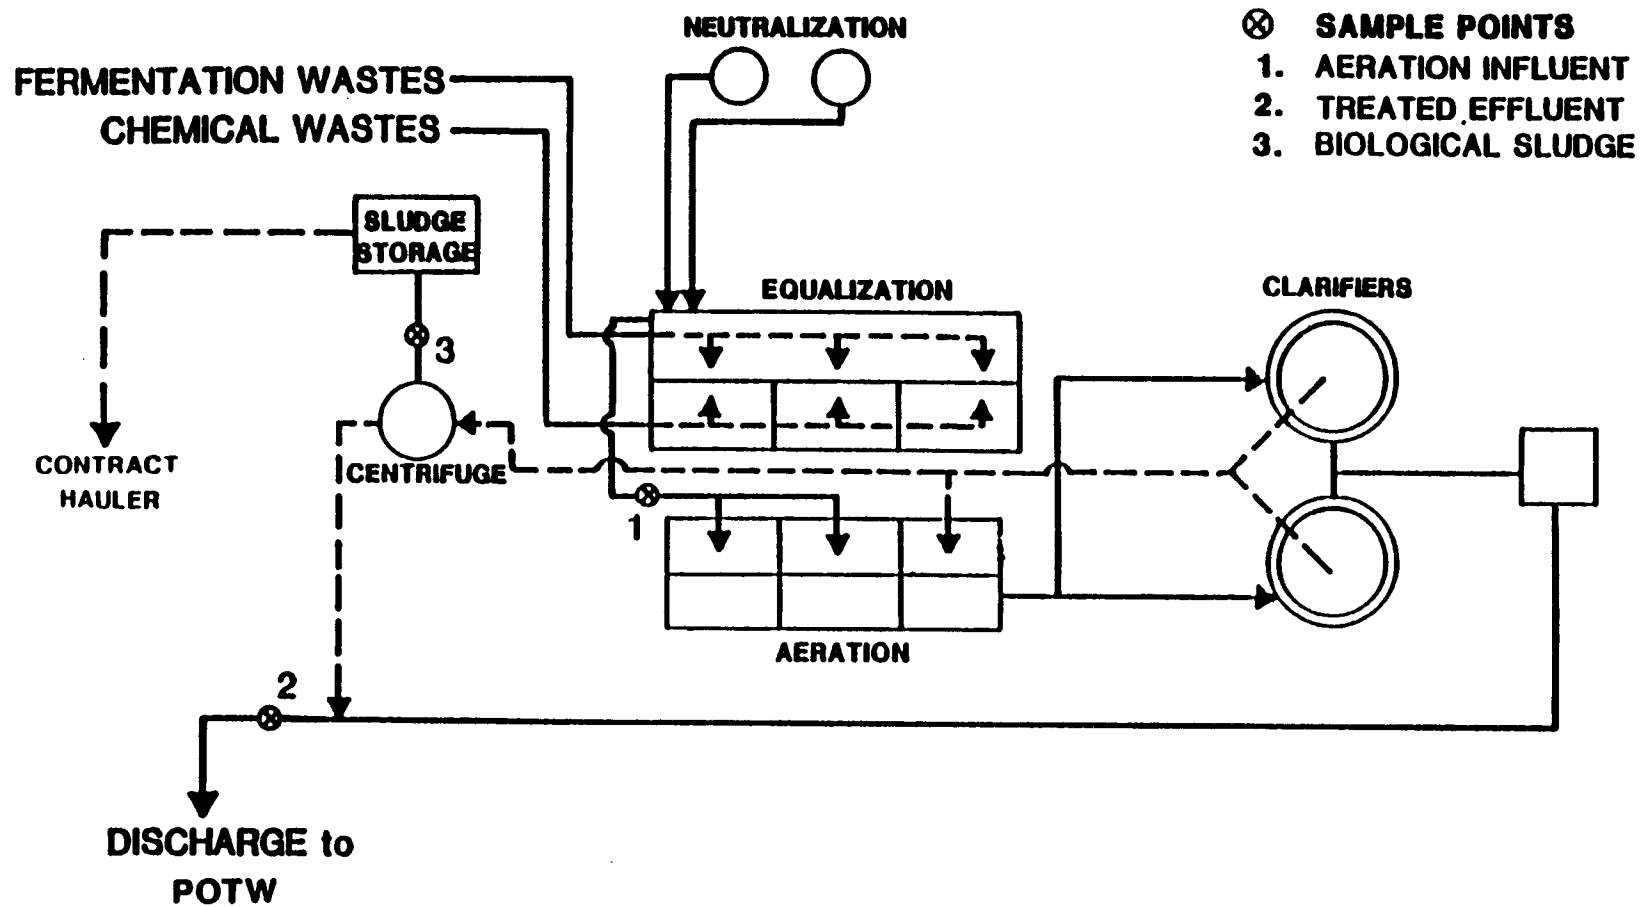 NEUTRALIZATION
⊗ SAMPLE POINTS
1. AERATION INFLUENT
2. TREATED EFFLUENT
3. BIOLOGICAL SLUDGE
FERMENTATION WASTES
CHEMICAL WASTES
SLUDGE
STORAGE
EQUALIZATION
CLARIFIERS
3
CONTRACT
HAULER
CENTRIFUGE
1
AERATION
2
DISCHARGE to
POTW